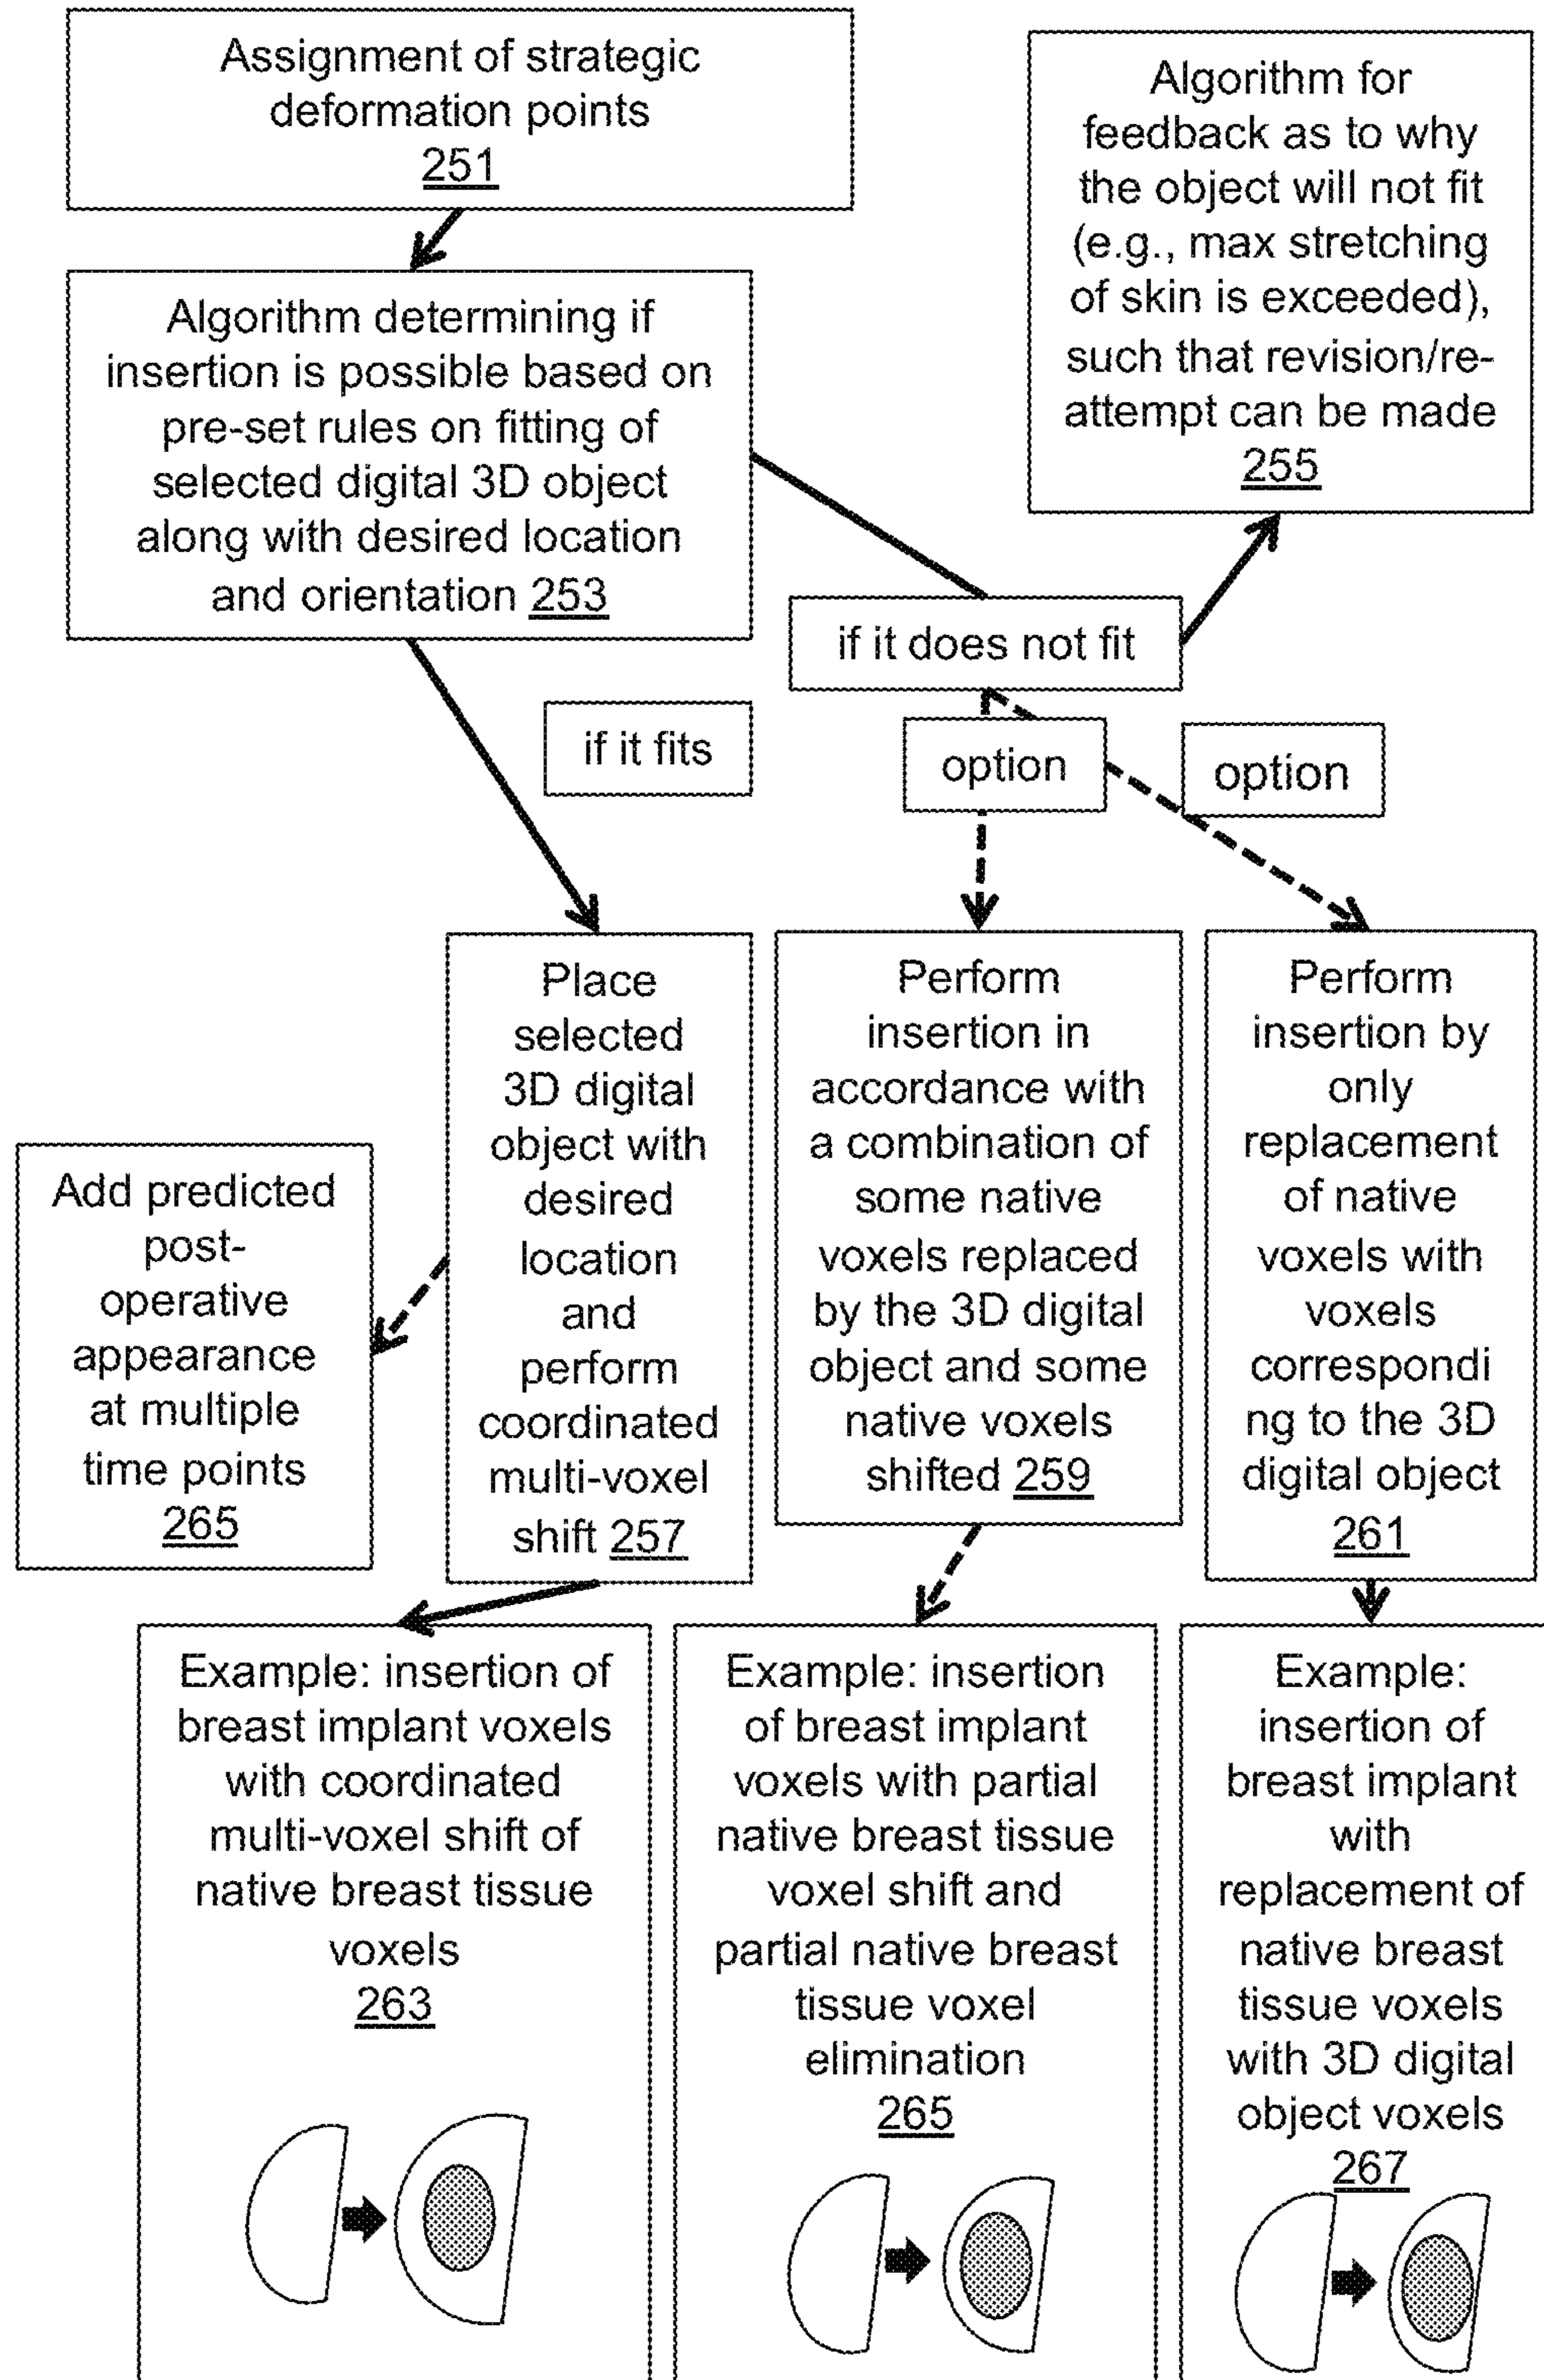 Assignment of strategic
deformation points
251
Algorithm for
feedback as to why
the object will not fit
(e.g., max stretching
of skin is exceeded),
such that revision/re-
attempt can be made
255
Algorithm determining if
insertion is possible based on
pre-set rules on fitting of
selected digital 3D object
along with desired location
and orientation 253
if it does not fit
if it fits
option
option
Place
selected
3D digital
object with
desired
location
and
perform
coordinated
multi-voxel
shift 257
Perform
insertion in
accordance with
a combination of
some native
voxels replaced
by the 3D digital
object and some
native voxels
shifted 259
Perform
insertion by
only
replacement
of native
voxels with
voxels
correspondi
ng to the 3D
digital object
261
Add predicted
post-
operative
appearance
at multiple
time points
265
Example: insertion of
breast implant voxels
with coordinated
multi-voxel shift of
native breast tissue
voxels
263
Example: insertion
of breast implant
voxels with partial
native breast tissue
voxel shift and
partial native breast
tissue voxel
elimination
265
Example:
insertion of
breast implant
with
replacement of
native breast
tissue voxels
with 3D digital
object voxels
267